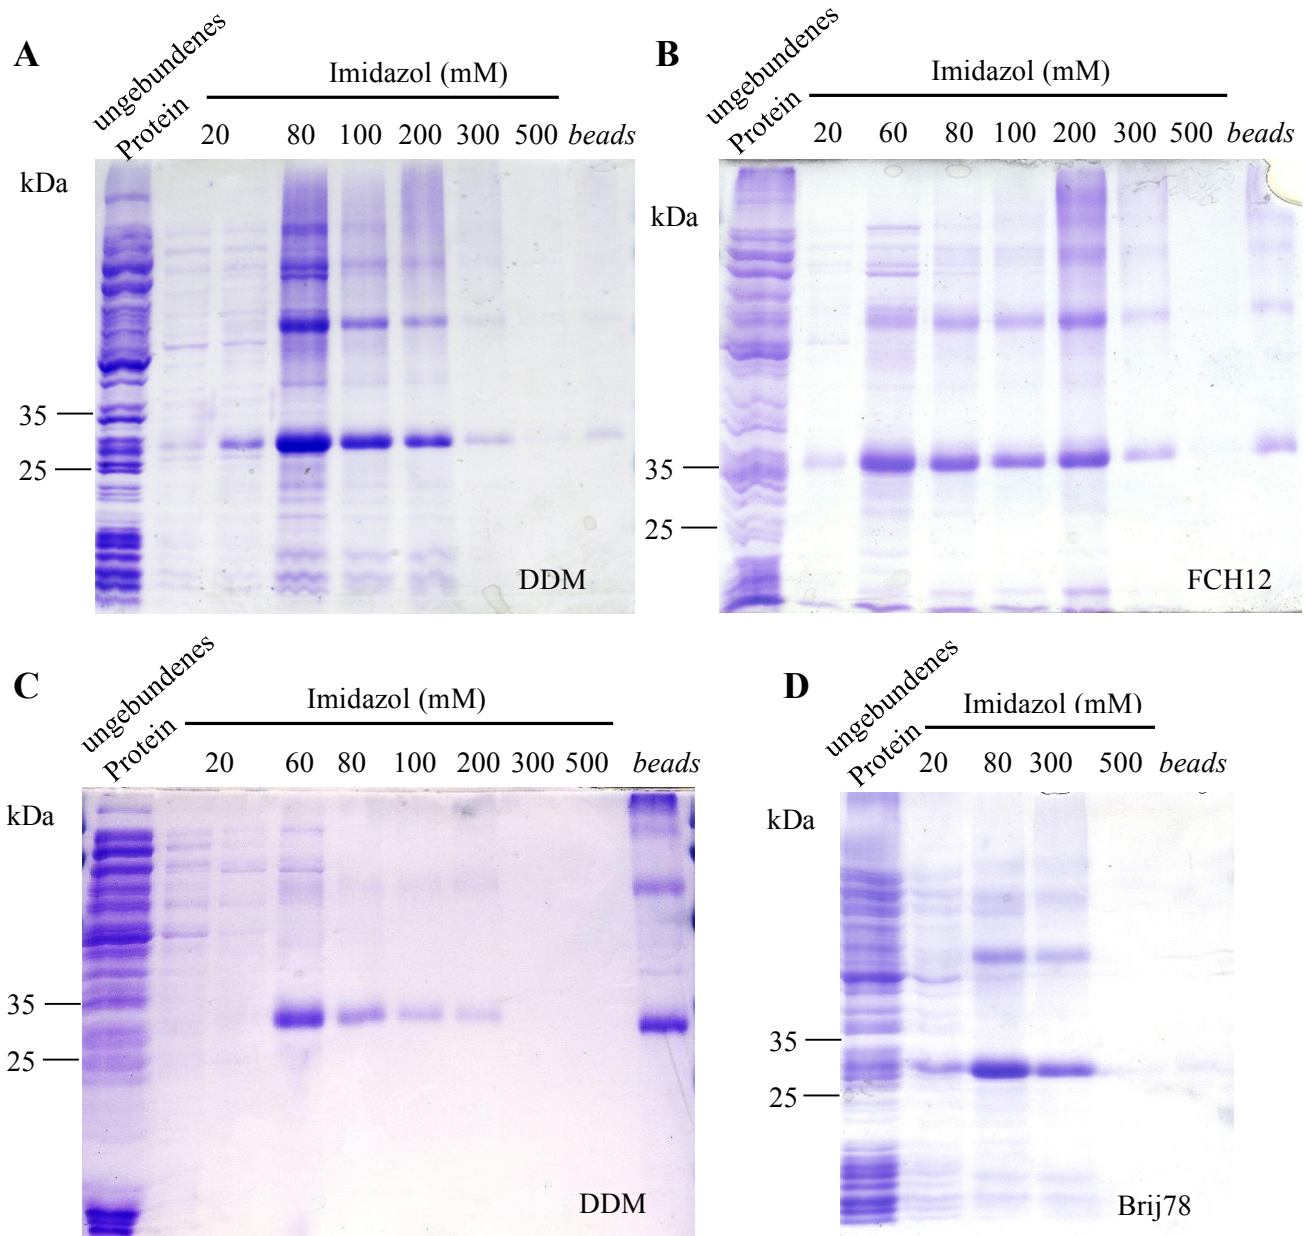 A
ungebundenes
Protein
Imidazol (mM)
20 80 100 200 300 500 beads
kDa
35
25
DDM
B
ungebundenes
Protein
Imidazol (mM)
20 60 80 100 200 300 500 beads
kDa
35
25
FCH12
C
ungebundenes
Protein
Imidazol (mM)
20 60 80 100 200 300 500 beads
kDa
35
25
DDM
D
ungebundenes
Protein
Imidazol (mM)
20 80 300 500 beads
kDa
35
25
Brij78